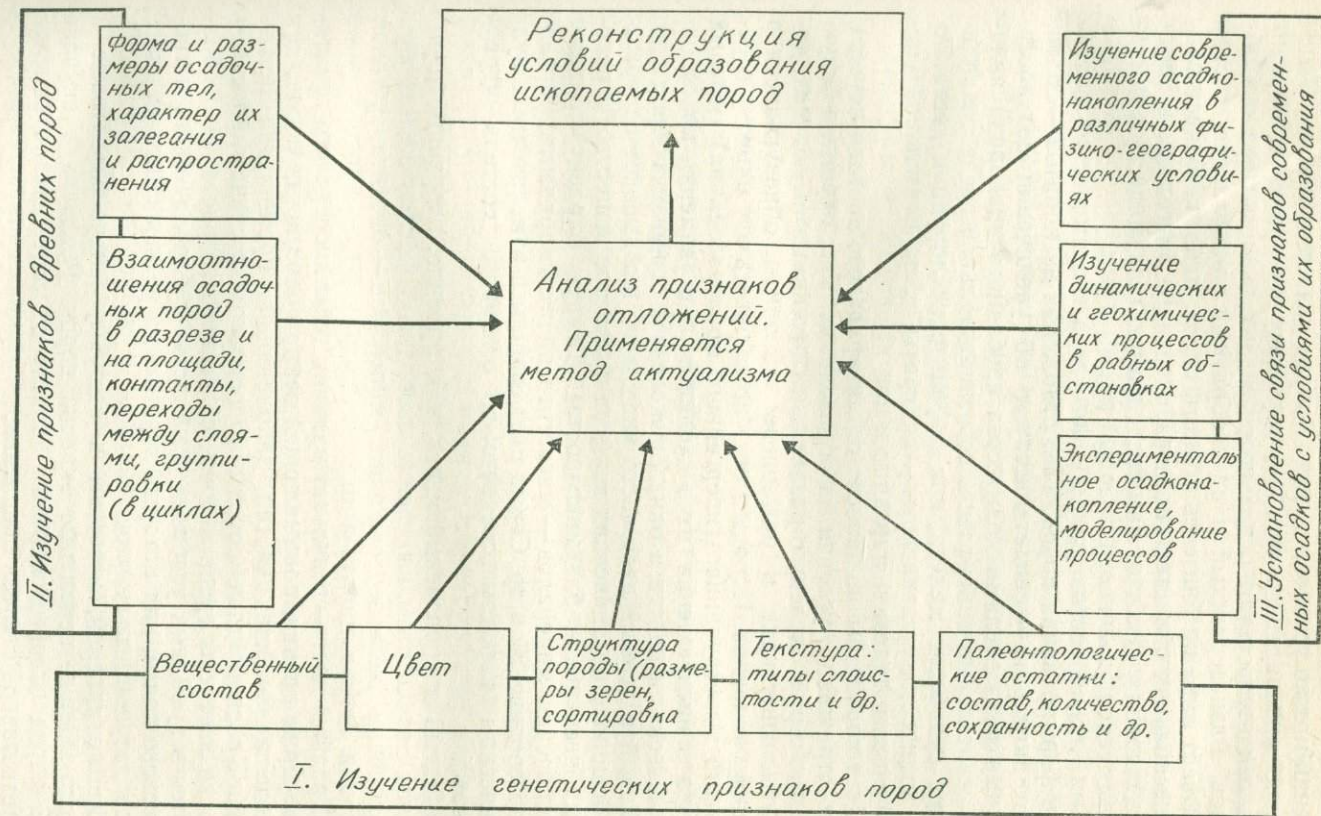 Реконструкция
условий образования
ископаемых пород
II. Изучение признаков древних пород
Форма и раз-
меры осадоч-
ных тел,
характер их
залегания
и распростра-
нения
Взаимоотно-
шения осадоч-
ных пород
в разрезе и
на площади,
контакты,
переходы
между слоя-
ми, группи-
ровки
(в циклах)
Анализ признаков
отложений.
Применяется
метод актуализма
Изучение совре-
менного осадко-
накопления в
различных фи-
зико-географи-
ческих услови-
ях
Изучение
динамических
и геохимичес-
ких процессов
в равных об-
становках
Эксперименталь
ное осадкона-
копление,
моделирование
процессов
III. Установление связи признаков современ-
ных осадков с условиями их образования
Вещественный
состав
Цвет
Структура
породы (разме-
ры зерен,
сортировка
Текстура:
типы слоис-
тости и др.
Палеонтологичес-
кие остатки:
состав, количество,
сохранность и др.
I. Изучение генетических признаков пород